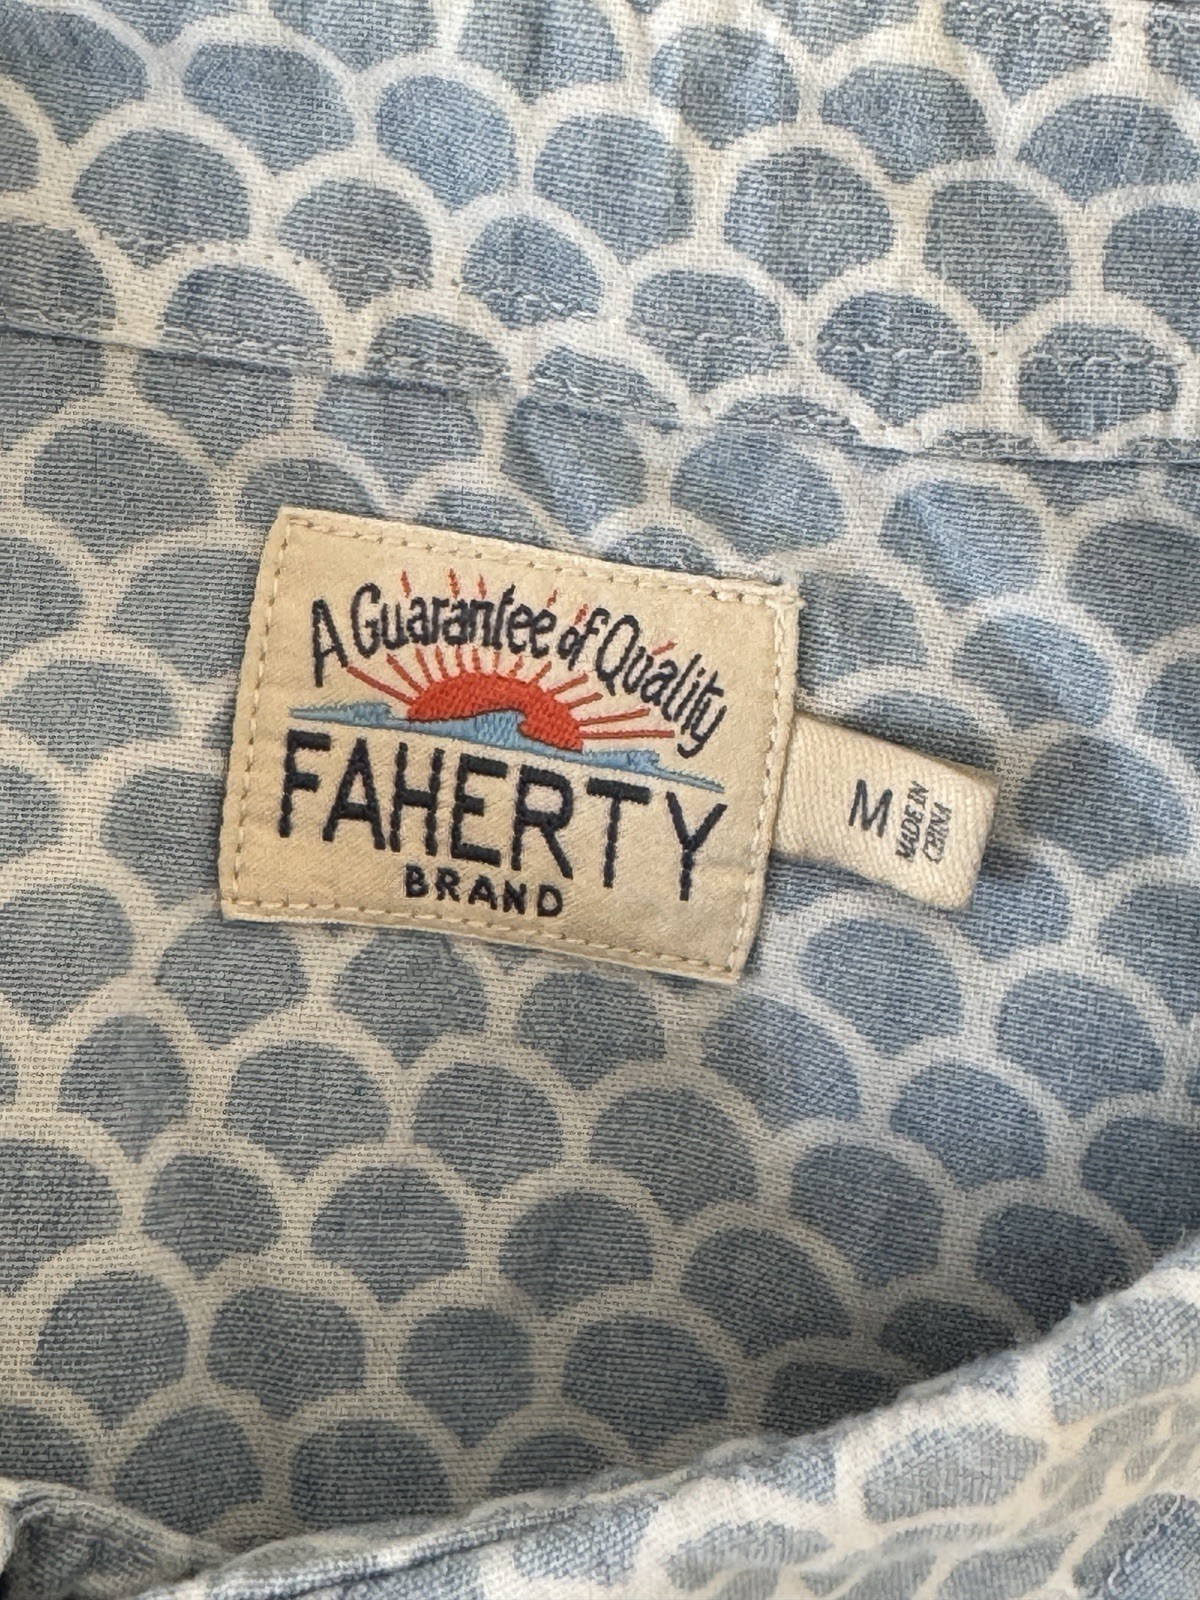 A Guarantee of Quality
FAHERTY
BRAND
M
MADE IN
CHINA